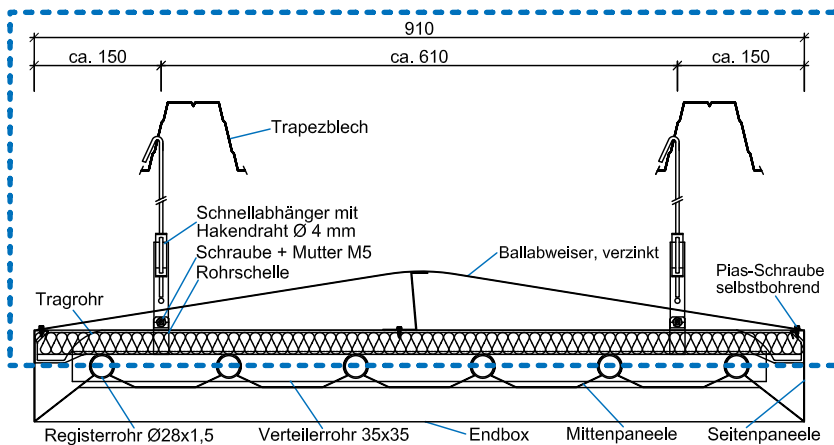 910
ca. 150
ca. 610
ca. 150
Trapezblech
Schnellabhänger mit
Hakendraht Ø 4 mm
Schraube + Mutter M5
Rohrschelle
Ballabweiser, verzinkt
Pias-Schraube
selbstbohrend
Tragrohr
Registerrohr Ø28x1,5
Verteilerrohr 35x35
Endbox
Mittenpaneele
Seitenpaneele